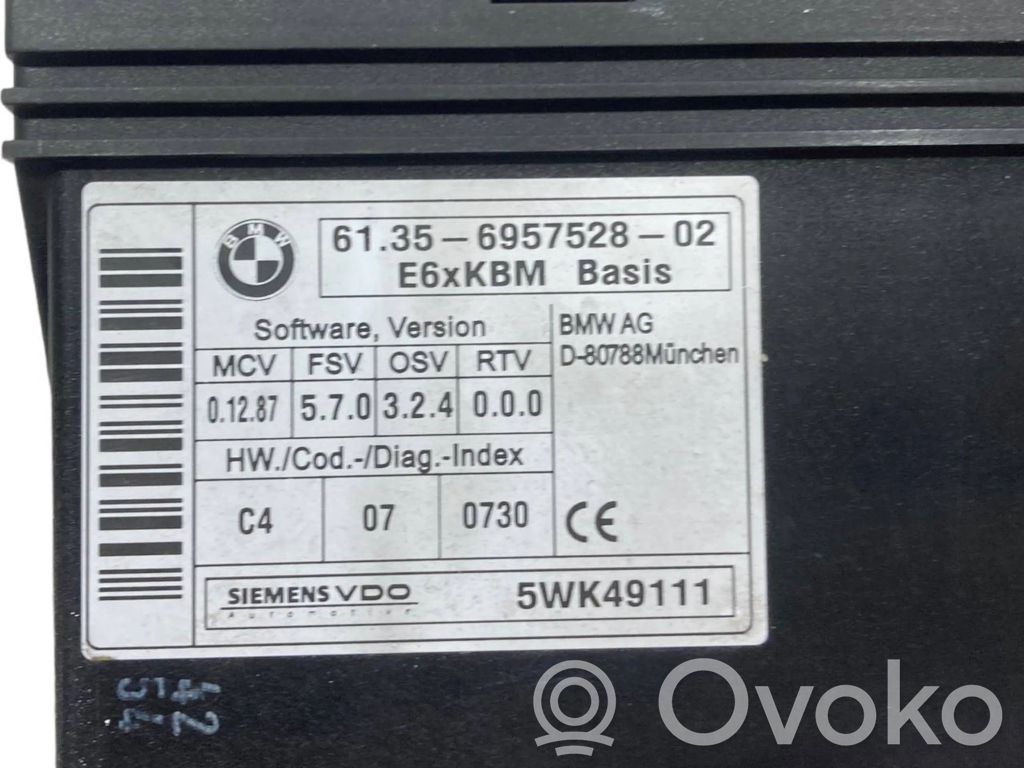 BMW
61.35-6957528-02
E6xKBM Basis
Software, Version
MCV FSV OSV RTV
0.12.87 5.7.0 3.2.4 0.0.0
HW./Cod.-/Diag.-Index
C4 07 0730
BMW AG
D-80788München
CE
SIEMENS VDO
Automotive
5WK49111
Ovoko